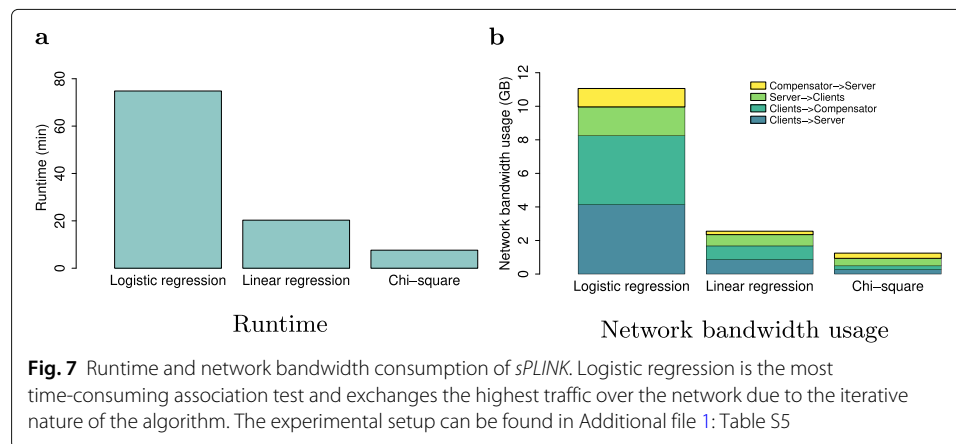 a
80
60
40
20
0
Runtime (min)
Logistic regression
Linear regression
Chi−square
Runtime
b
12
10
8
6
4
2
0
Network bandwidth usage (GB)
Compensator−>Server
Server−>Clients
Clients−>Compensator
Clients−>Server
Logistic regression
Linear regression
Chi−square
Network bandwidth usage
Fig. 7 Runtime and network bandwidth consumption of sPLINK. Logistic regression is the most
time-consuming association test and exchanges the highest traffic over the network due to the iterative
nature of the algorithm. The experimental setup can be found in Additional file 1: Table S5